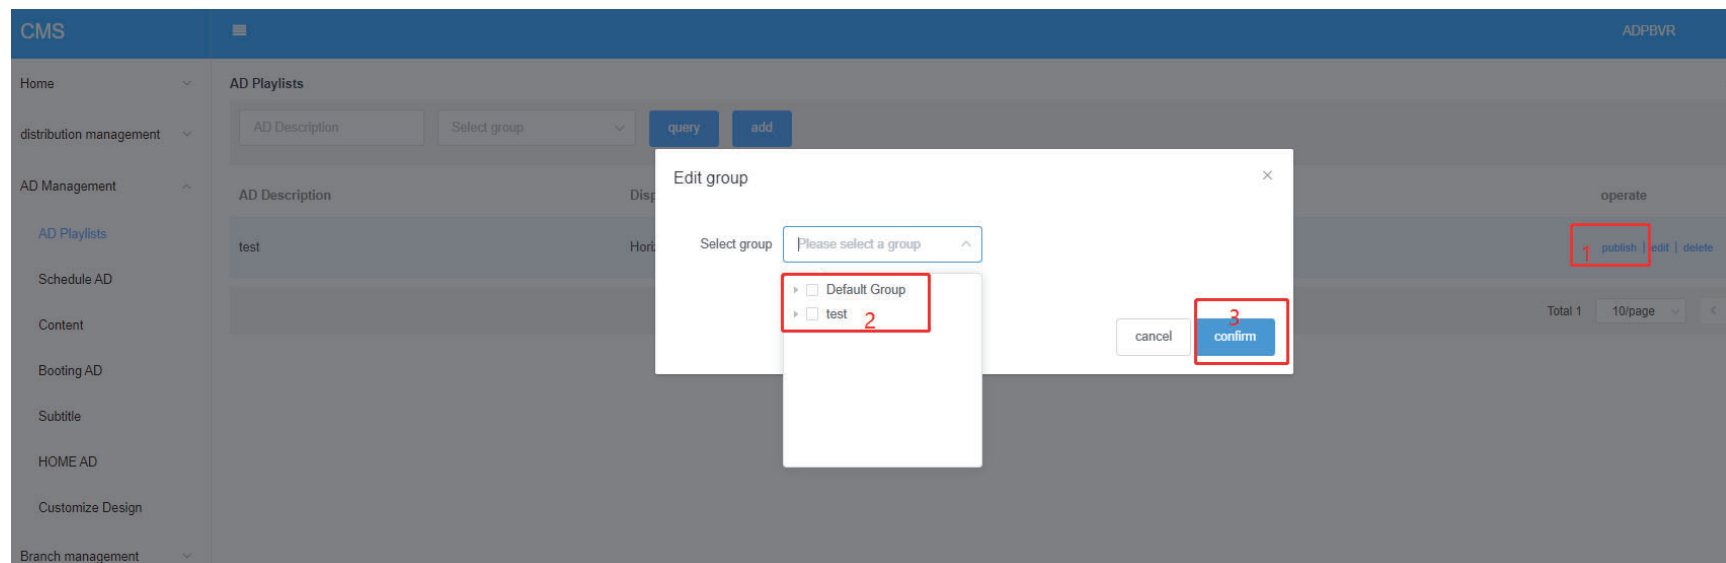 CMS
ADPBVR
Home
AD Playlists
AD Description
Select group
query
add
distribution management
Edit group
AD Management
AD Description
Disp
operate
AD Playlists
test
Hori
Select group
Please select a group
1
publish | edit | delete
Schedule AD
Default Group
test
2
Total 1
10/page
3
cancel
confirm
Content
Booting AD
Subtitle
HOME AD
Customize Design
Branch management